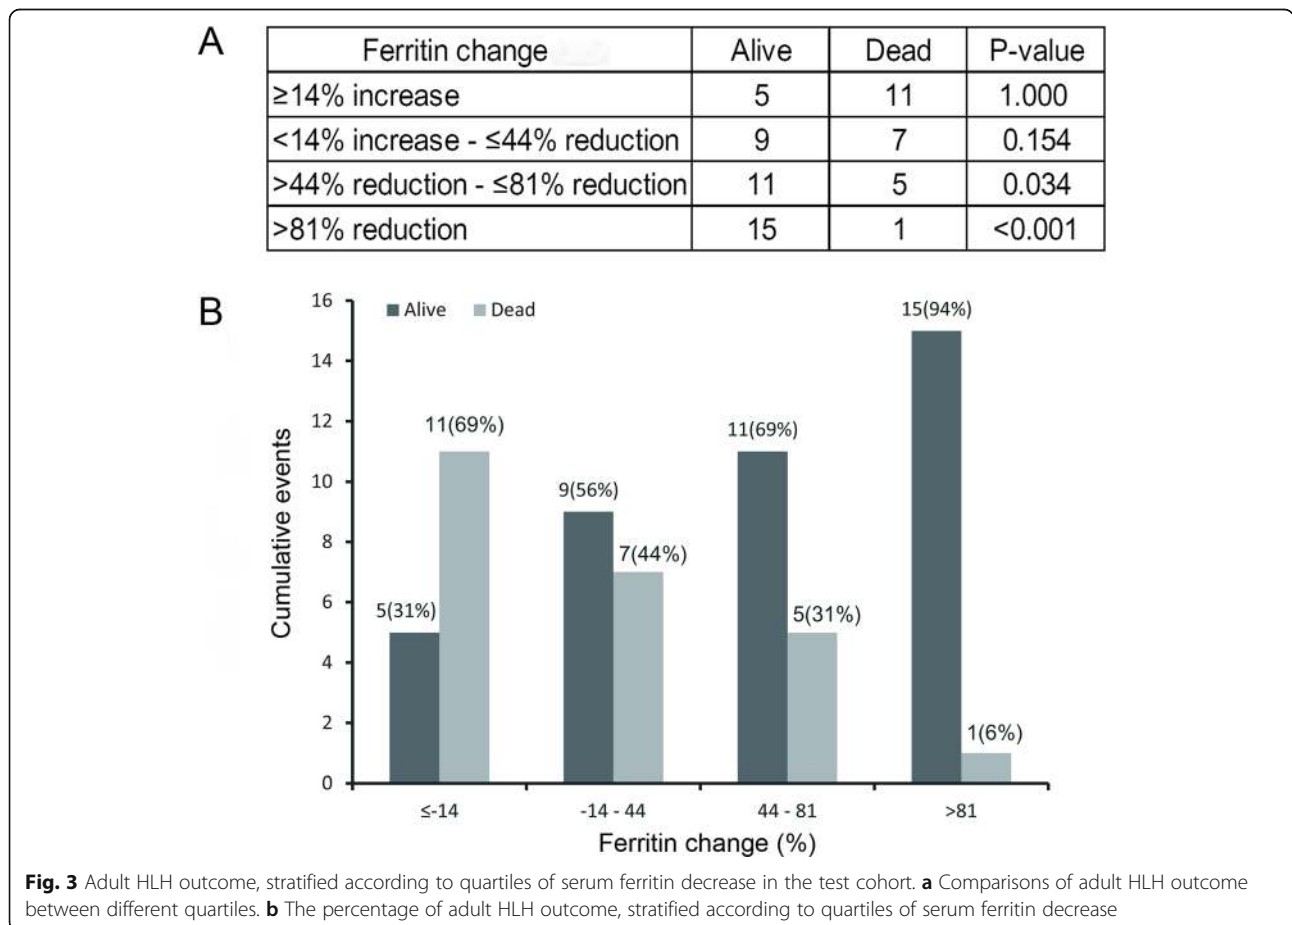 A
Ferritin change Alive Dead P-value
≥14% increase 5 11 1.000
<14% increase - ≤44% reduction 9 7 0.154
>44% reduction - ≤81% reduction 11 5 0.034
>81% reduction 15 1 <0.001
B
Alive Dead
16
14
12
10
8
6
4
2
0
Cumulative events
5(31%)
11(69%)
9(56%)
7(44%)
11(69%)
5(31%)
15(94%)
1(6%)
≤-14 -14 - 44 44 - 81 >81
Ferritin change (%)
Fig. 3 Adult HLH outcome, stratified according to quartiles of serum ferritin decrease in the test cohort. a Comparisons of adult HLH outcome
between different quartiles. b The percentage of adult HLH outcome, stratified according to quartiles of serum ferritin decrease